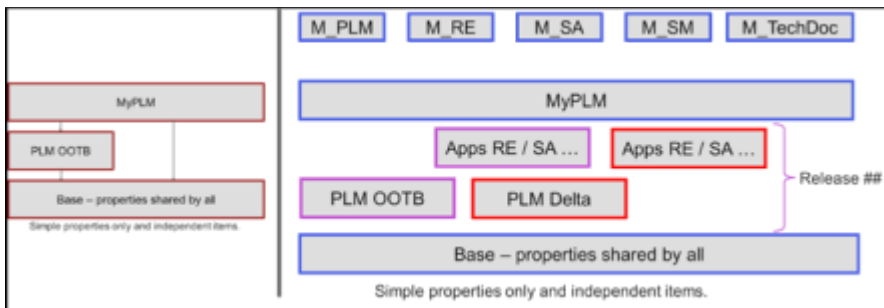 MyPLM
PLM OOTB
Base – properties shared by all
Simple properties only and independent items.
M_PLM
M_RE
M_SA
M_SM
M_TechDoc
MyPLM
Apps RE / SA ...
Apps RE / SA ...
Release ##
PLM OOTB
PLM Delta
Base – properties shared by all
Simple properties only and independent items.